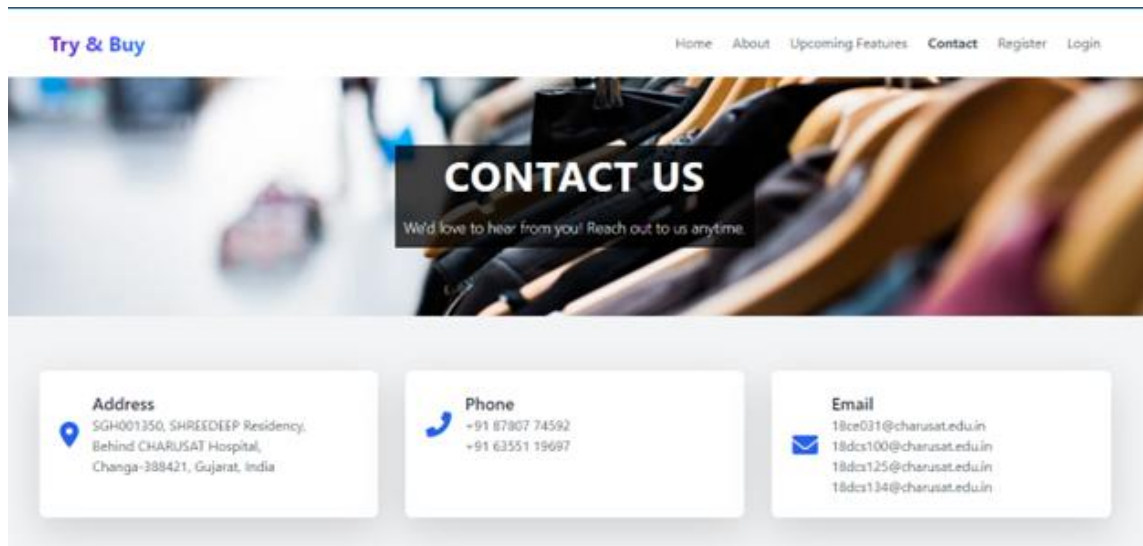 Try & Buy
Home About Upcoming Features Contact Register Login
CONTACT US
We'd love to hear from you! Reach out to us anytime.
Address
SGH001350, SHREEDEEP Residency,
Behind CHARUSAT Hospital,
Changa-388421, Gujarat, India
Phone
+91 87807 74592
+91 63551 19697
Email
18ce031@charusat.edu.in
18dcs100@charusat.edu.in
18dcs125@charusat.edu.in
18dcs134@charusat.edu.in